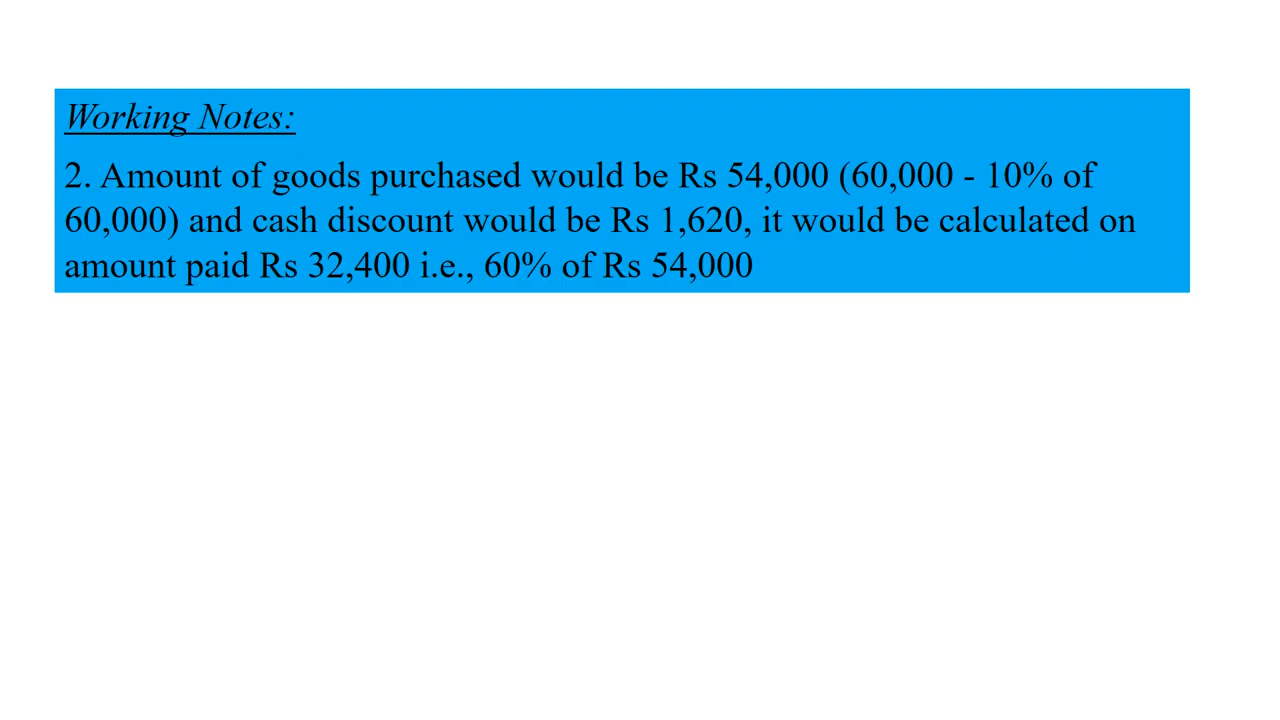 Working Notes:
2. Amount of goods purchased would be Rs 54,000 (60,000 - 10% of
60,000) and cash discount would be Rs 1,620, it would be calculated on
amount paid Rs 32,400 i.e., 60% of Rs 54,000